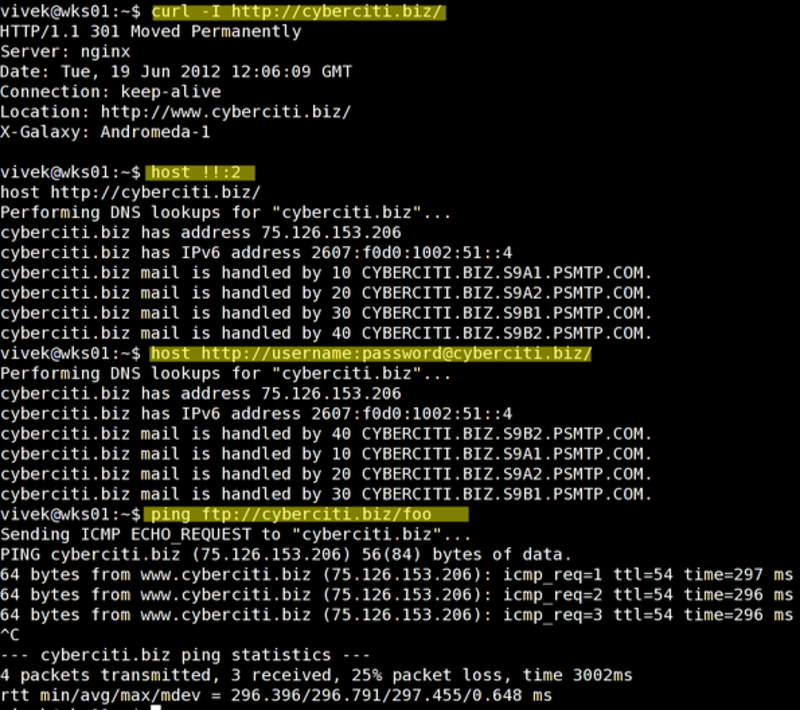 vivek@wks01:~$ curl -I http://cyberciti.biz/
HTTP/1.1 301 Moved Permanently
Server: nginx
Date: Tue, 19 Jun 2012 12:06:09 GMT
Connection: keep-alive
Location: http://www.cyberciti.biz/
X-Galaxy: Andromeda-1
vivek@wks01:~$ host !!:2
host http://cyberciti.biz/
Performing DNS lookups for "cyberciti.biz"...
cyberciti.biz has address 75.126.153.206
cyberciti.biz has IPv6 address 2607:f0d0:1002:51::4
cyberciti.biz mail is handled by 10 CYBERCITI.BIZ.S9A1.PSMTP.COM.
cyberciti.biz mail is handled by 20 CYBERCITI.BIZ.S9A2.PSMTP.COM.
cyberciti.biz mail is handled by 30 CYBERCITI.BIZ.S9B1.PSMTP.COM.
cyberciti.biz mail is handled by 40 CYBERCITI.BIZ.S9B2.PSMTP.COM.
vivek@wks01:~$ host http://username:password@cyberciti.biz/
Performing DNS lookups for "cyberciti.biz"...
cyberciti.biz has address 75.126.153.206
cyberciti.biz has IPv6 address 2607:f0d0:1002:51::4
cyberciti.biz mail is handled by 40 CYBERCITI.BIZ.S9B2.PSMTP.COM.
cyberciti.biz mail is handled by 10 CYBERCITI.BIZ.S9A1.PSMTP.COM.
cyberciti.biz mail is handled by 20 CYBERCITI.BIZ.S9A2.PSMTP.COM.
cyberciti.biz mail is handled by 30 CYBERCITI.BIZ.S9B1.PSMTP.COM.
vivek@wks01:~$ ping ftp://cyberciti.biz/foo
Sending ICMP ECHO_REQUEST to "cyberciti.biz"...
PING cyberciti.biz (75.126.153.206) 56(84) bytes of data.
64 bytes from www.cyberciti.biz (75.126.153.206): icmp_req=1 ttl=54 time=297 ms
64 bytes from www.cyberciti.biz (75.126.153.206): icmp_req=2 ttl=54 time=296 ms
64 bytes from www.cyberciti.biz (75.126.153.206): icmp_req=3 ttl=54 time=296 ms
^C
--- cyberciti.biz ping statistics ---
4 packets transmitted, 3 received, 25% packet loss, time 3002ms
rtt min/avg/max/mdev = 296.396/296.791/297.455/0.648 ms